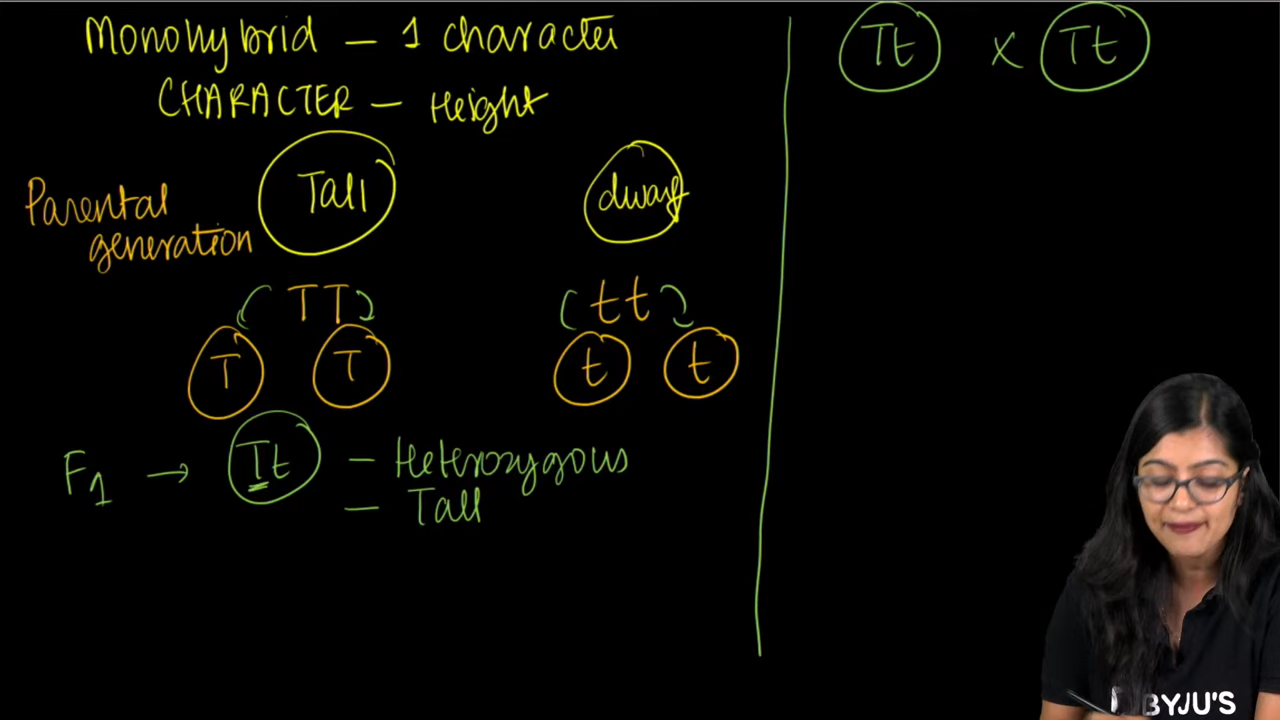 Monohybrid – 1 character
CHARACTER – Height
Tall
dwarf
Parental
generation
TT
tt
T
T
t
t
F1 → Tt – Heterozygous
– Tall
Tt × Tt
BYJU'S